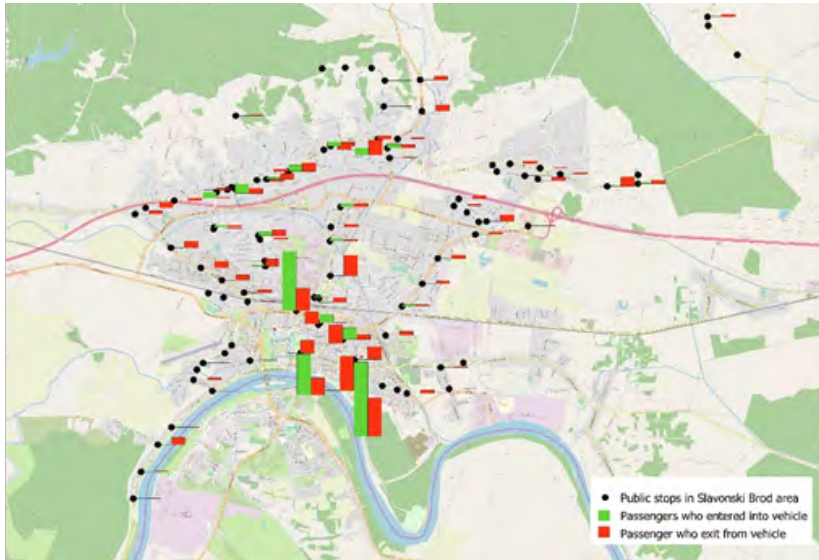 Public stops in Slavonski Brod area
Passengers who entered into vehicle
Passenger who exit from vehicle